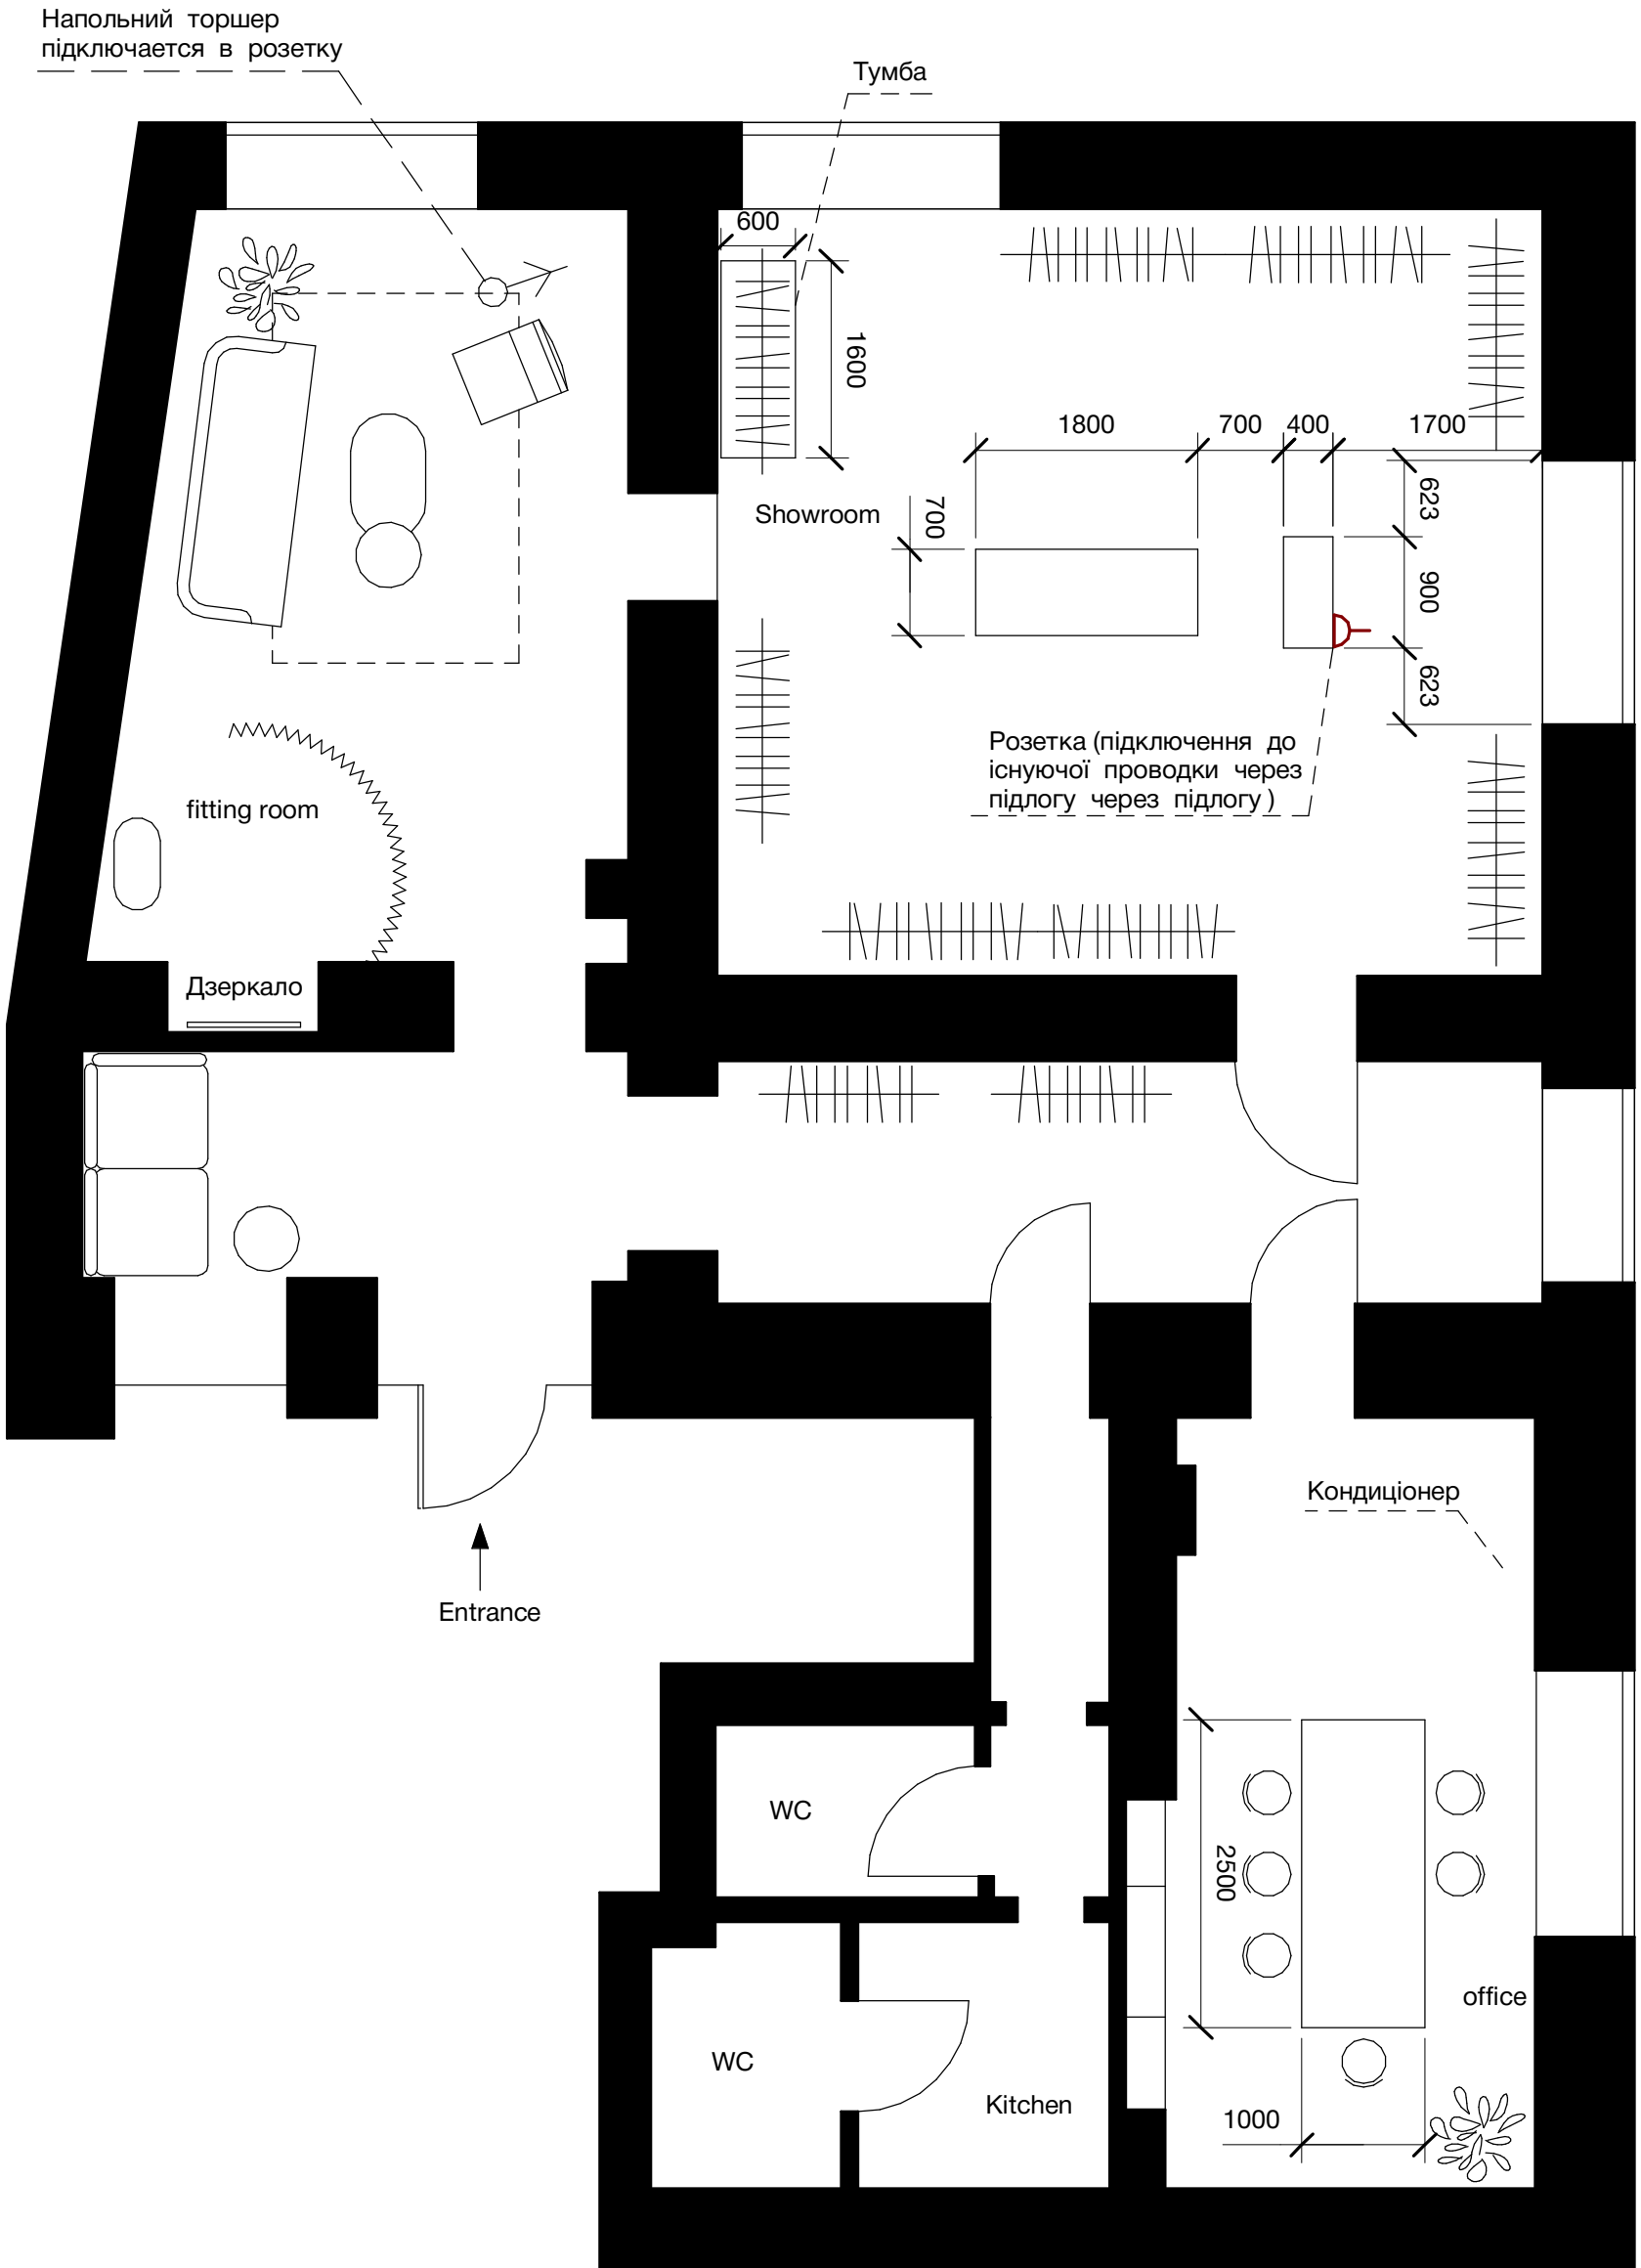 Напольний торшер
підключается в розетку
Тумба
600
1600
1800
700
400
1700
623
Showroom
700
900
623
Розетка (підключення до
існуючої проводки через
підлогу через підлогу)
fitting room
Дзеркало
Кондиціонер
Entrance
WC
2500
office
WC
Kitchen
1000